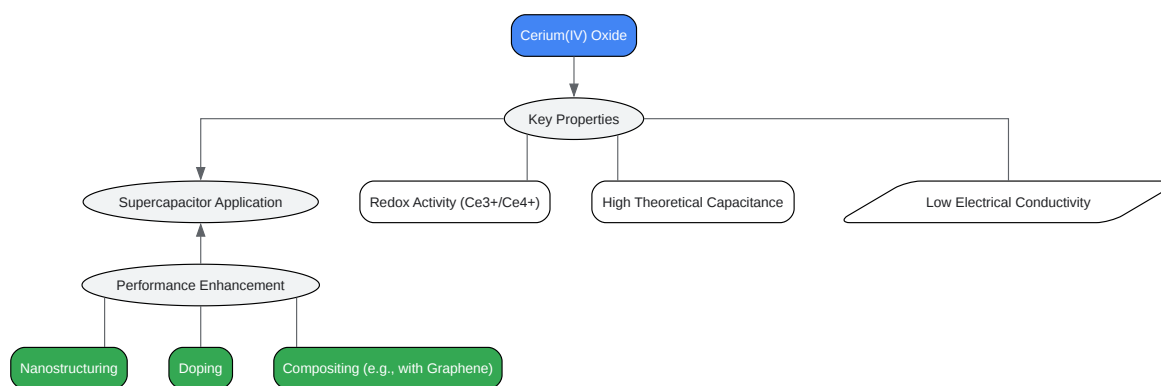 Cerium(IV) Oxide
Key Properties
Supercapacitor Application
Redox Activity (Ce3+/Ce4+)
High Theoretical Capacitance
Low Electrical Conductivity
Performance Enhancement
Nanostructuring
Doping
Compositing (e.g., with Graphene)